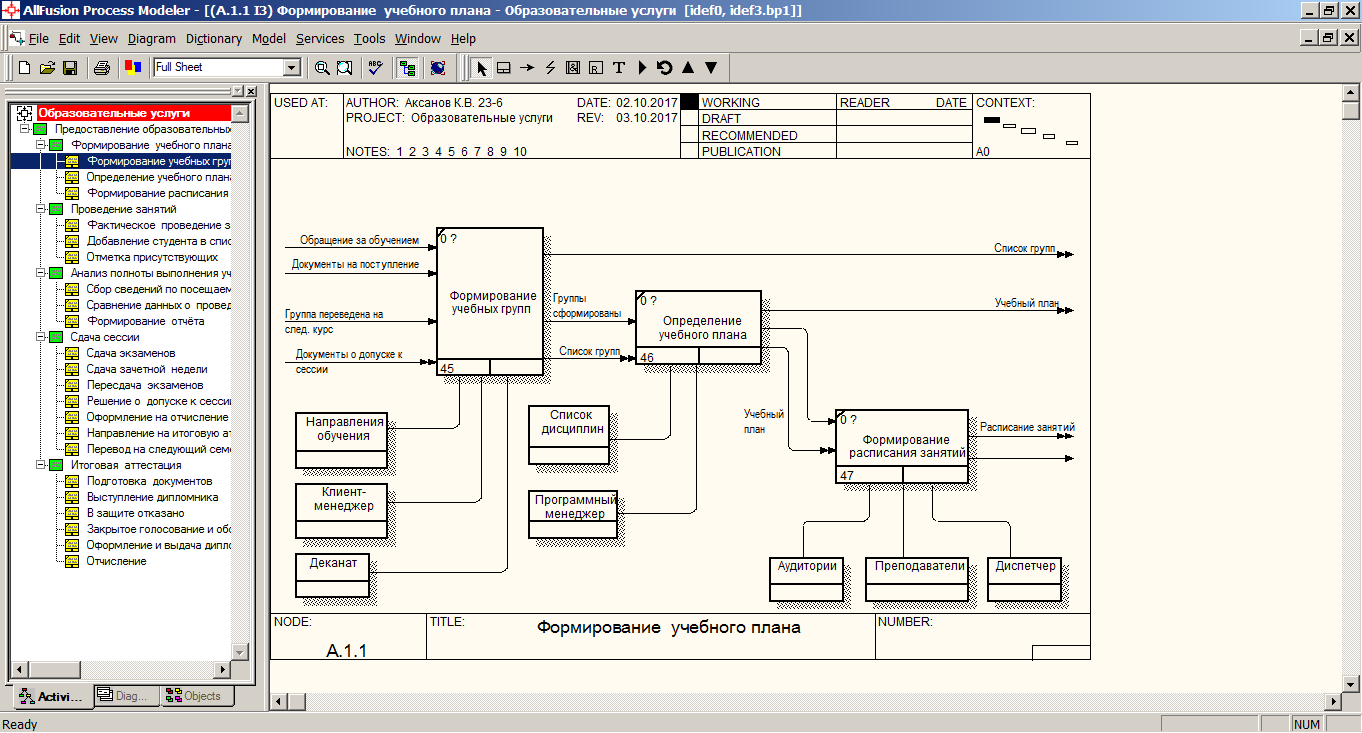 AllFusion Process Modeler - [(A.1.1 I3) Формирование учебного плана - Образовательные услуги [idef0, idef3.bp1]]
File Edit View Diagram Dictionary Model Services Tools Window Help
Full Sheet
ABC
R T
Образовательные услуги
Предоставление образовательных
Формирование учебного плана
Формирование учебных гру
Определение учебного плана
Формирование расписания
Проведение занятий
Фактическое проведение з
Добавление студента в спис
Отметка присутствующих
Анализ полноты выполнения уч
Сбор сведений по посещаем
Сравнение данных о провед
Формирование отчёта
Сдача сессии
Сдача экзаменов
Сдача зачетной недели
Пересдача экзаменов
Решение о допуске к сесси
Оформление на отчисление
Направление на итоговую ат
Перевод на следующий сем
Итоговая аттестация
Подготовка документов
Выступление дипломника
В защите отказано
Закрытое голосование и обс
Оформление и выдача дипло
Отчисление
Activi... Diag... Objects
USED AT:
AUTHOR: Аксанов К.В. 23-6
DATE: 02.10.2017
PROJECT: Образовательные услуги
REV: 03.10.2017
NOTES: 1 2 3 4 5 6 7 8 9 10
WORKING
DRAFT
RECOMMENDED
PUBLICATION
READER DATE
CONTEXT:
A0
Обращение за обучением
Документы на поступление
Группа переведена на
след. курс
Документы о допуске к
сессии
0 ?
Формирование
учебных групп
45
Список групп
Группы
сформированы
Список групп
0 ?
Определение
учебного плана
46
Учебный план
Учебный
план
0 ?
Формирование
расписания занятий
47
Расписание занятий
Направления
обучения
Клиент-
менеджер
Деканат
Список
дисциплин
Программный
менеджер
Аудитории
Преподаватели
Диспетчер
NODE:
A.1.1
TITLE:
Формирование учебного плана
NUMBER:
Ready
NUM